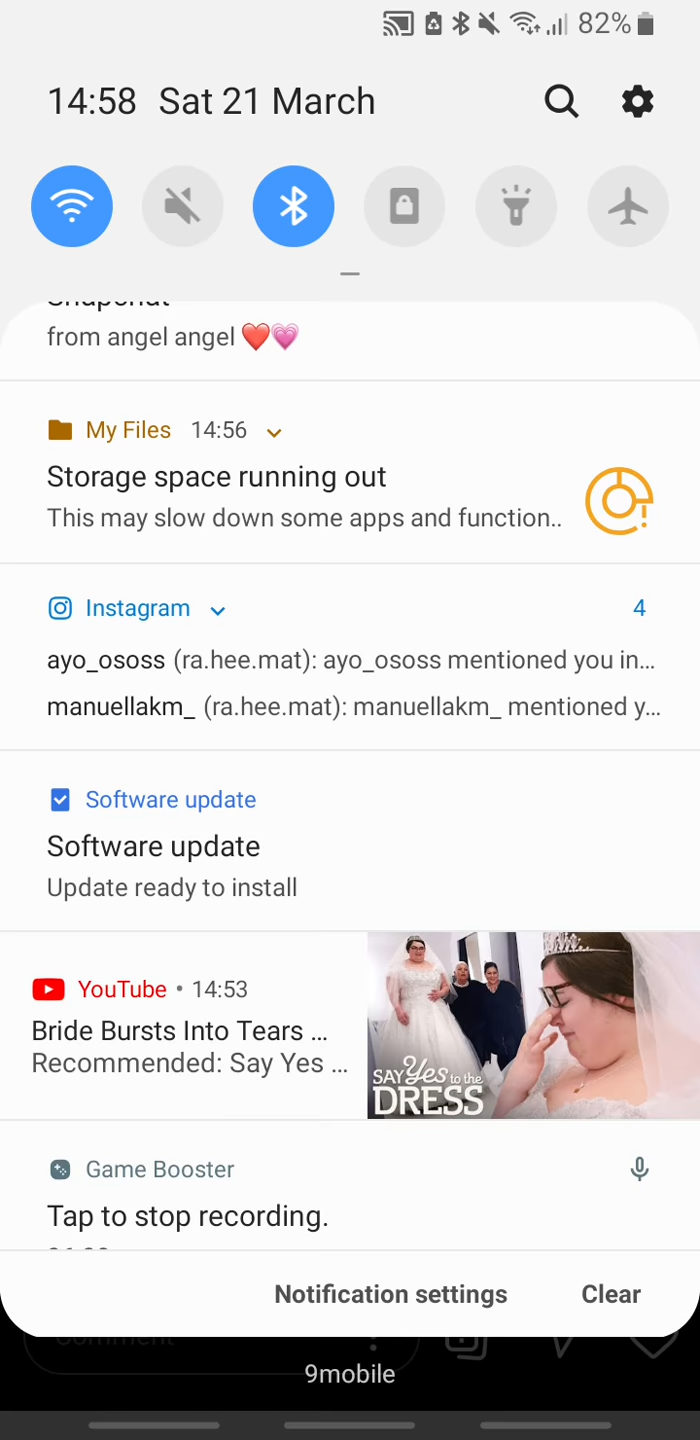 82%
14:58 Sat 21 March
Snapchat
from angel angel ❤️💗
My Files 14:56
Storage space running out
This may slow down some apps and function..
Instagram 4
ayo_ososs (ra.hee.mat): ayo_ososs mentioned you in...
manuellakm_ (ra.hee.mat): manuellakm_ mentioned y...
Software update
Software update
Update ready to install
YouTube • 14:53
Bride Bursts Into Tears ...
Recommended: Say Yes ...
SAY Yes to the
DRESS
Game Booster
Tap to stop recording.
Notification settings Clear
Comment
9mobile